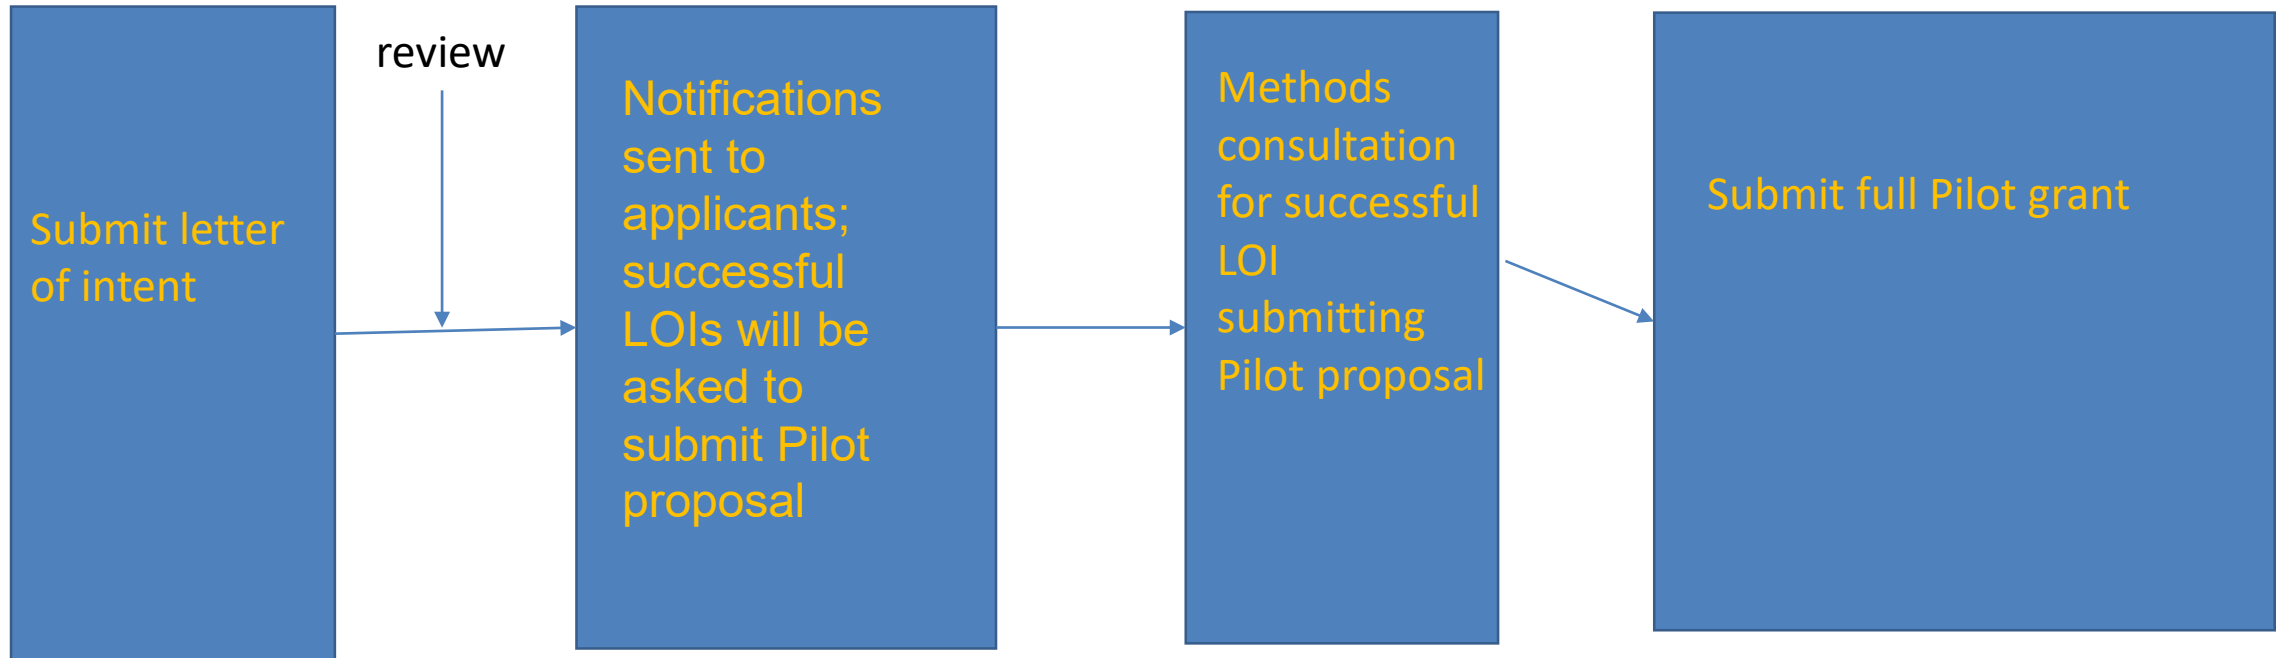 Submit letter
of intent
review
Notifications
sent to
applicants;
successful
LOIs will be
asked to
submit Pilot
proposal
Methods
consultation
for successful
LOI
submitting
Pilot proposal
Submit full Pilot grant